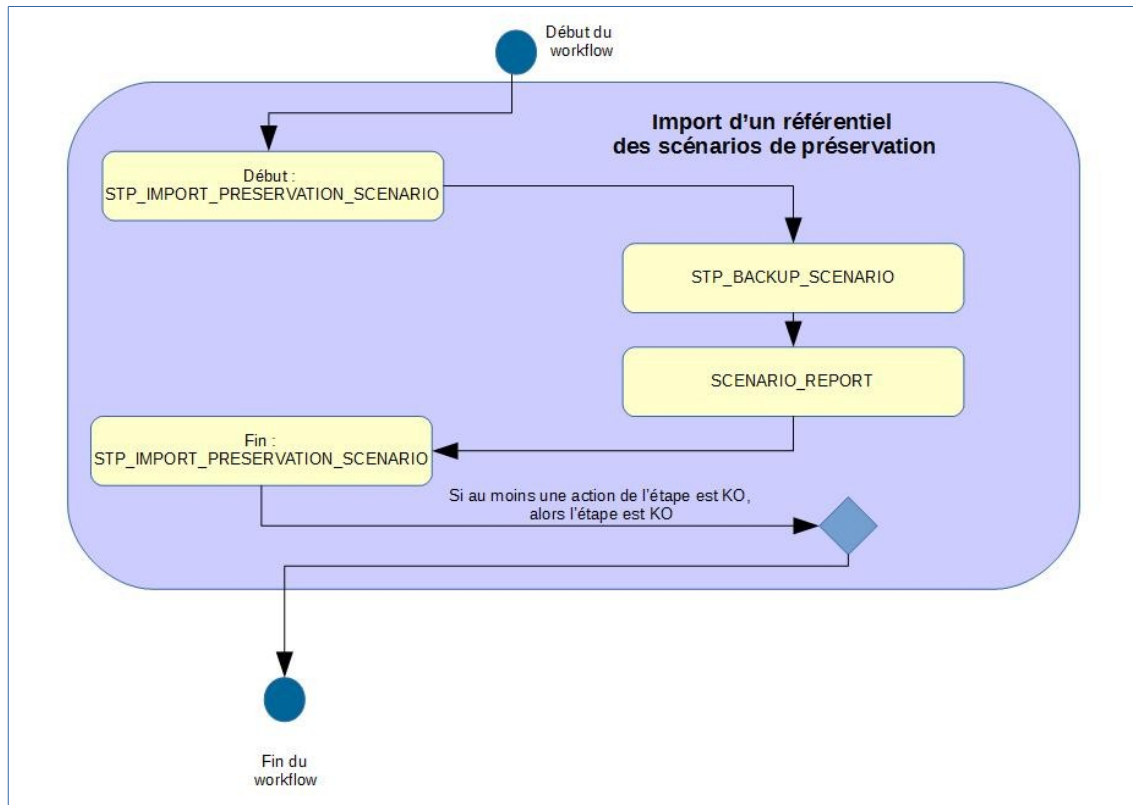 Début du
workflow
Import d’un référentiel
des scénarios de préservation
Début :
STP_IMPORT_PRESERVATION_SCENARIO
STP_BACKUP_SCENARIO
SCENARIO_REPORT
Fin :
STP_IMPORT_PRESERVATION_SCENARIO
Si au moins une action de l’étape est KO,
alors l’étape est KO
Fin du
workflow